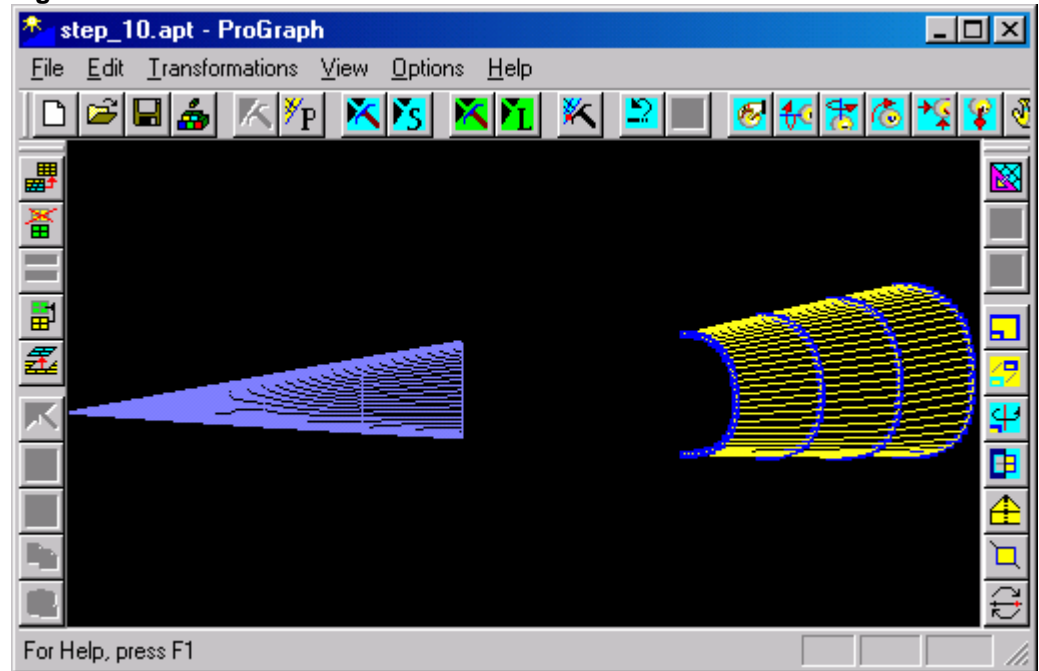 step_10.apt - ProGraph
File Edit Transformations View Options Help
P S L
For Help, press F1